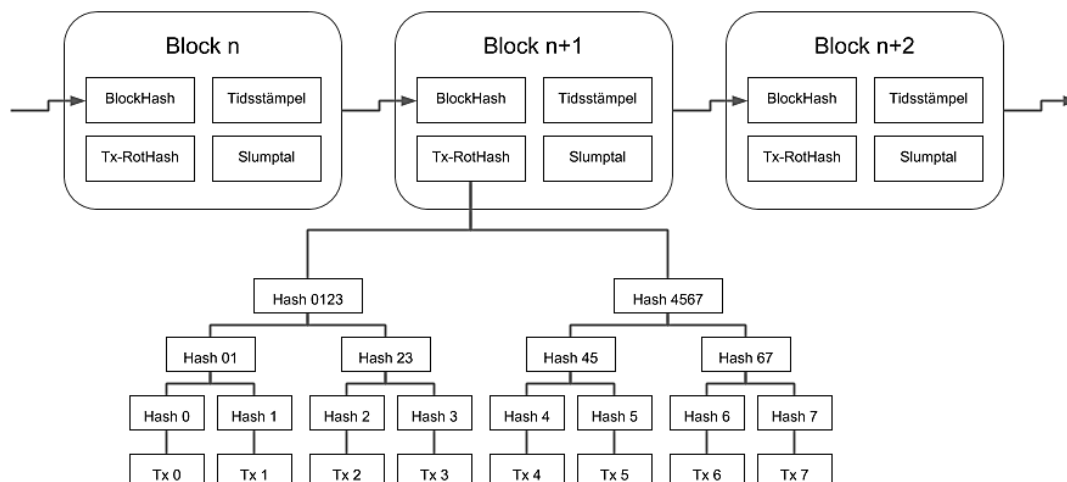 Block n Block n+1 Block n+2
BlockHash Tidsstämpel BlockHash Tidsstämpel BlockHash Tidsstämpel
Tx-RotHash Slumptal Tx-RotHash Slumptal Tx-RotHash Slumptal
Hash 0123 Hash 4567
Hash 01 Hash 23 Hash 45 Hash 67
Hash 0 Hash 1 Hash 2 Hash 3 Hash 4 Hash 5 Hash 6 Hash 7
Tx 0 Tx 1 Tx 2 Tx 3 Tx 4 Tx 5 Tx 6 Tx 7